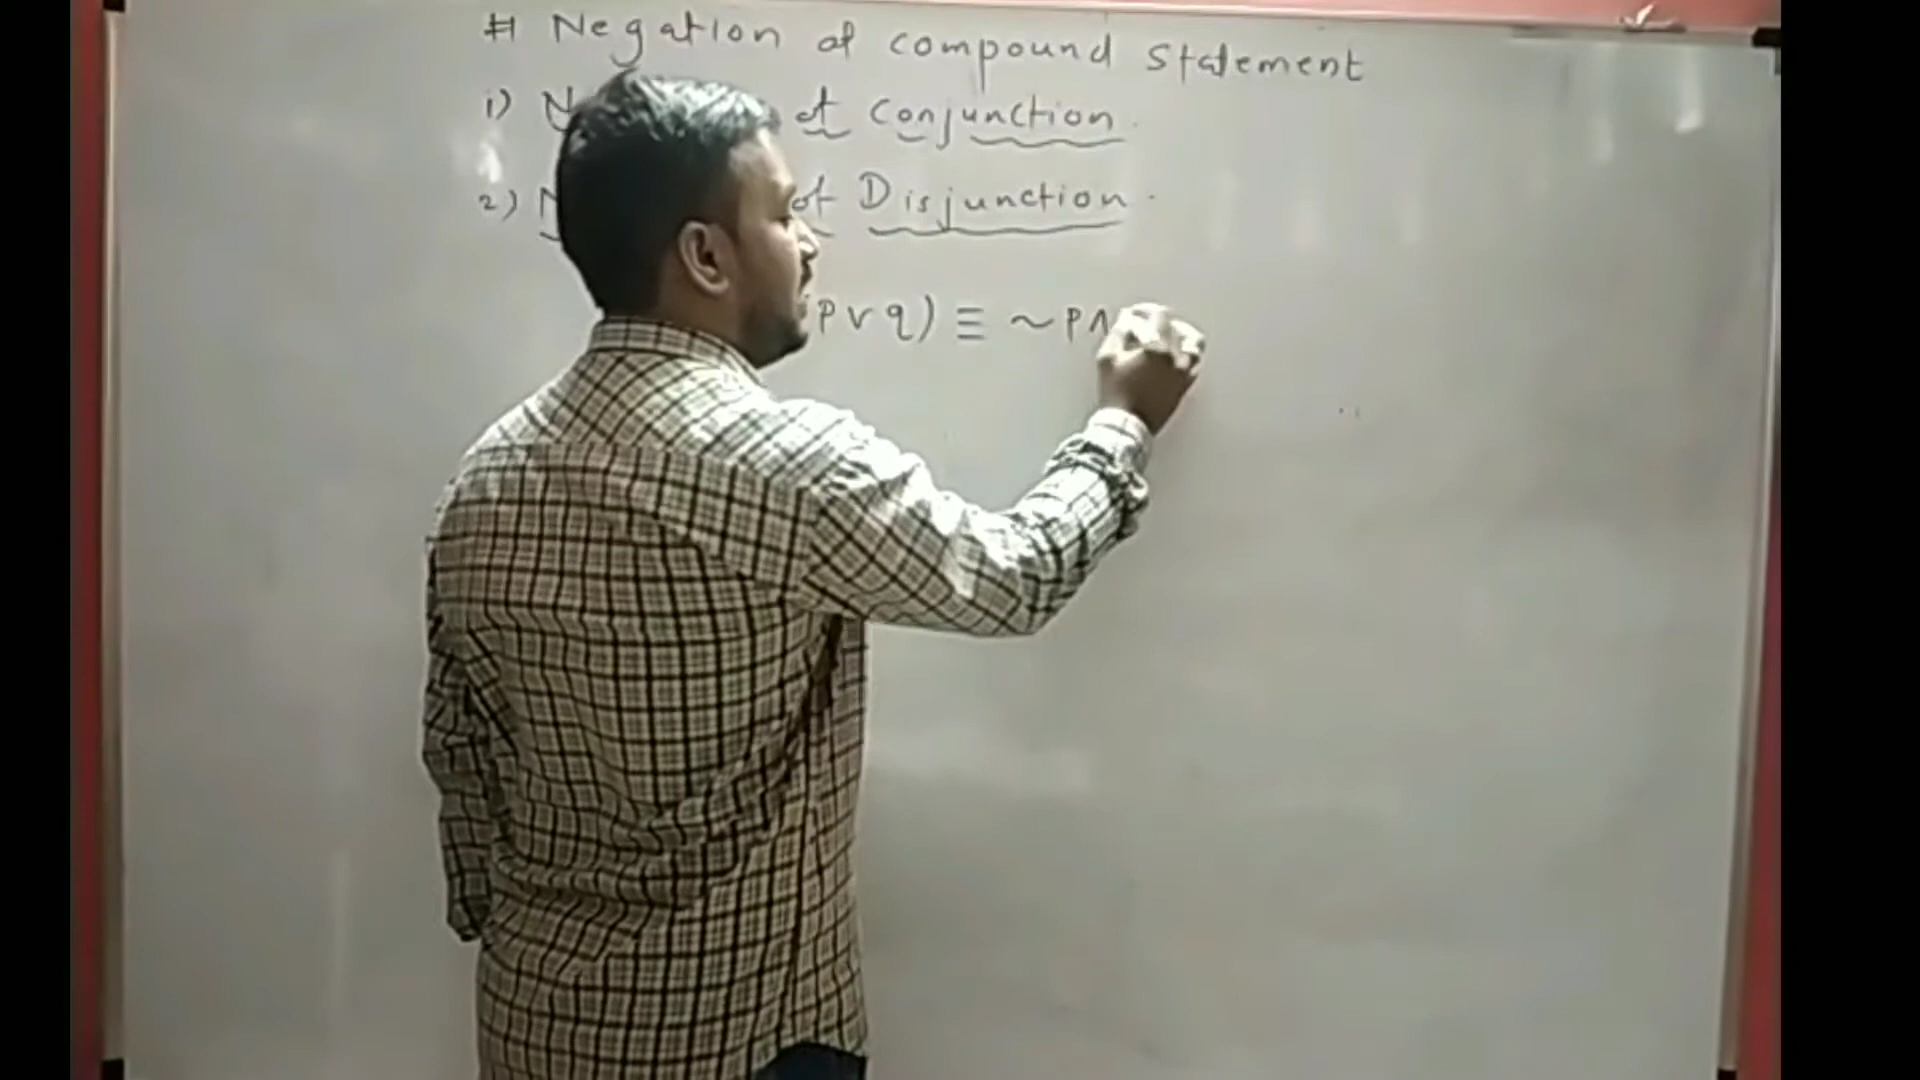 # Negation of compound statement
1) of Conjunction.
2) of Disjunction.
p ∨ q) ≡ ~p ∧